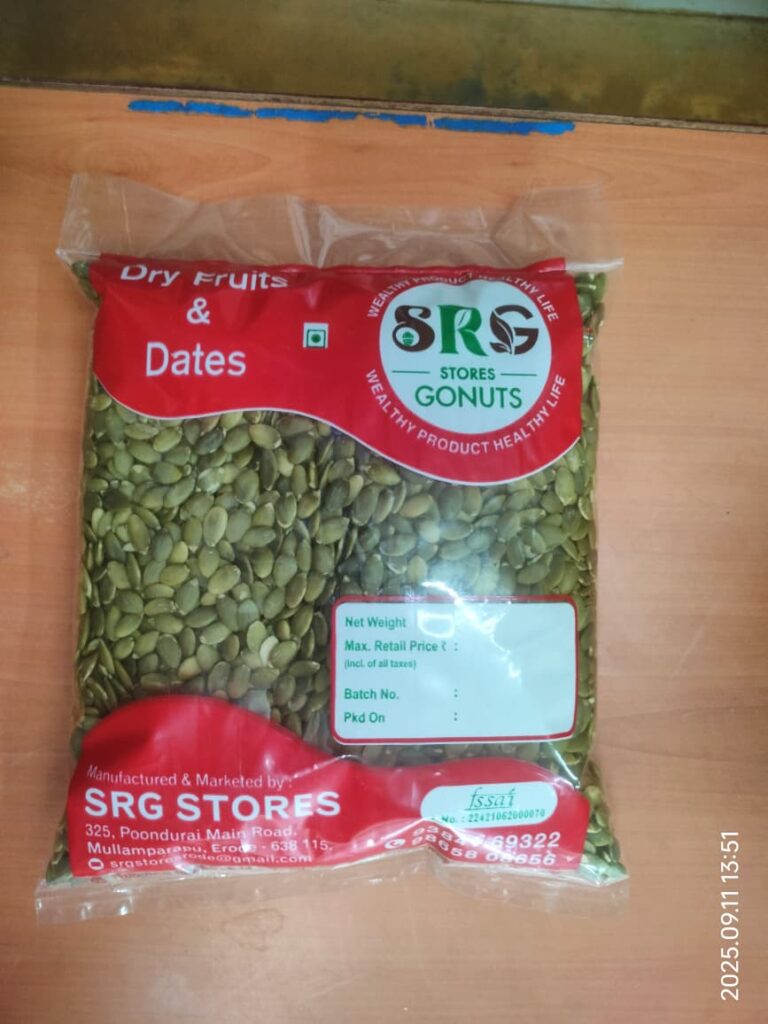 Dry Fruits
&
Dates
WEALTHY PRODUCT HEALTHY LIFE
SRG
STORES
GONUTS
WEALTHY PRODUCT HEALTHY LIFE
Net Weight
Max. Retail Price ₹ :
(incl. of all taxes)
Batch No. :
Pkd On :
Manufactured & Marketed by :
SRG STORES
325, Poondurai Main Road,
Mullamparapu, Erode - 638 115.
fssai
No. : 22421062000070
69322
98658 08656
2025.09.11 13:51